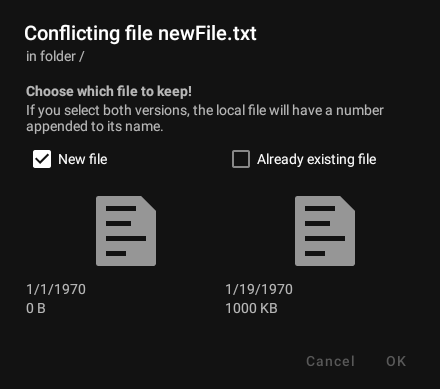 Conflicting file newFile.txt
in folder /
Choose which file to keep!
If you select both versions, the local file will have a number
appended to its name.
New file
Already existing file
1/1/1970
1/19/1970
0 B
1000 KB
Cancel
OK